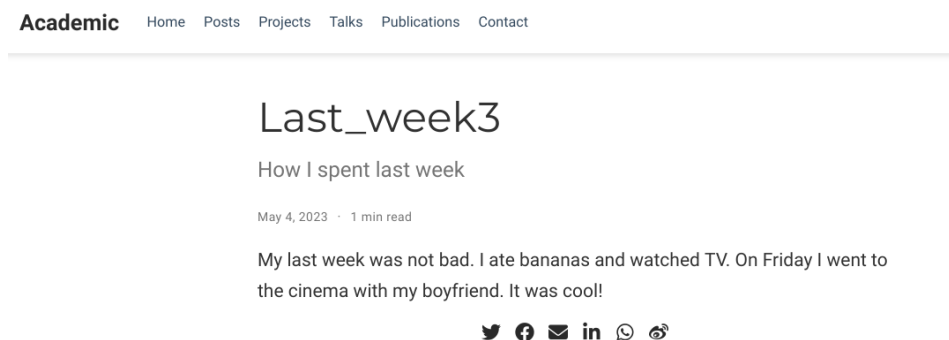 Academic Home Posts Projects Talks Publications Contact
Last_week3
How I spent last week
May 4, 2023 · 1 min read
My last week was not bad. I ate bananas and watched TV. On Friday I went to
the cinema with my boyfriend. It was cool!